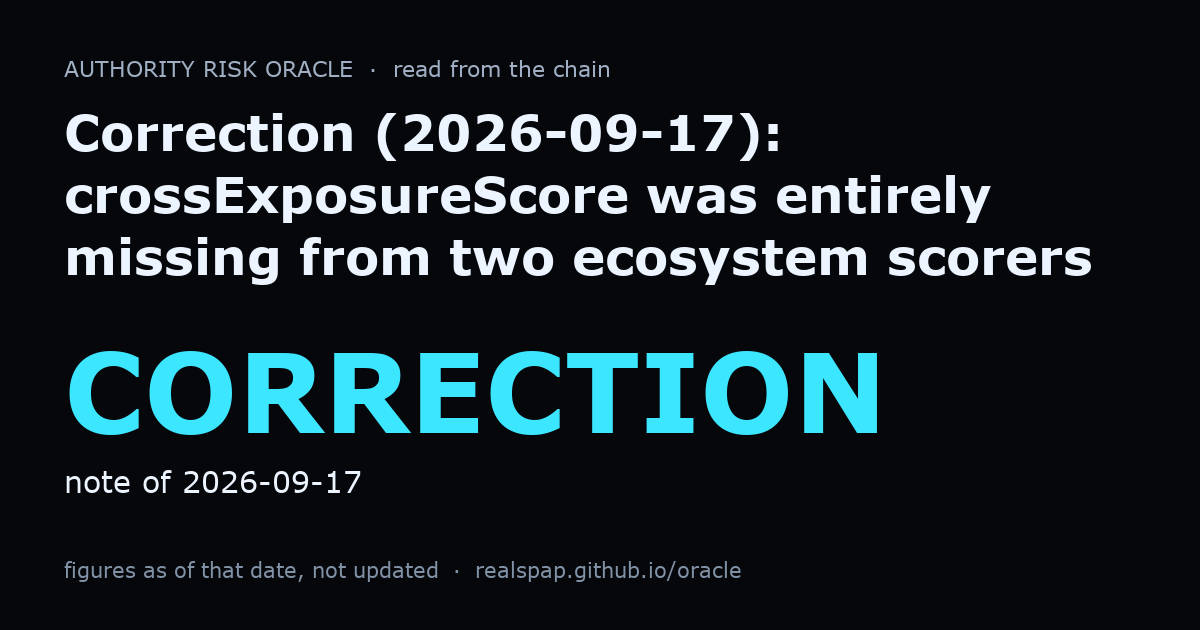 AUTHORITY RISK ORACLE · read from the chain
Correction (2026-09-17):
crossExposureScore was entirely
missing from two ecosystem scorers
CORRECTION
note of 2026-09-17
figures as of that date, not updated · realspap.github.io/oracle